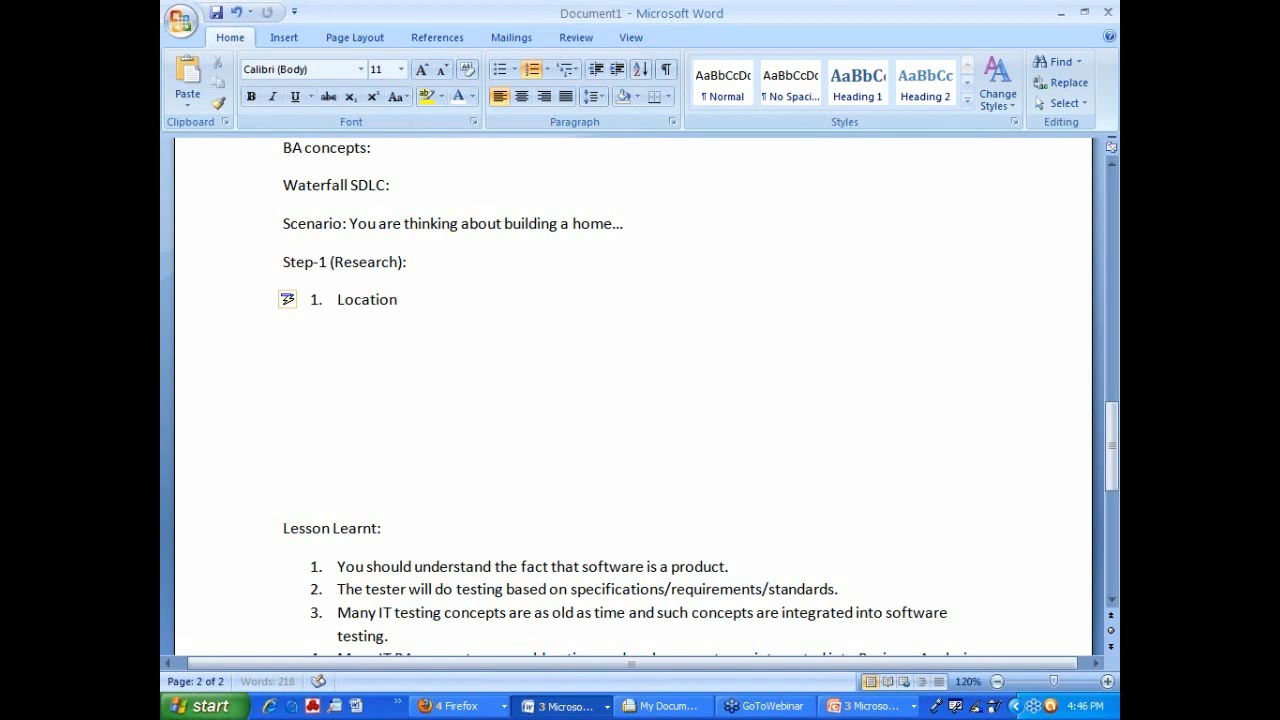 Document1 - Microsoft Word
Home Insert Page Layout References Mailings Review View
Calibri (Body) 11
Paste
AaBbCcDc AaBbCcDc AaBbC AaBbCc
¶ Normal ¶ No Spaci... Heading 1 Heading 2
Change Styles
Find
Replace
Select
Clipboard Font Paragraph Styles Editing
BA concepts:
Waterfall SDLC:
Scenario: You are thinking about building a home…
Step-1 (Research):
1. Location
Lesson Learnt:
1. You should understand the fact that software is a product.
2. The tester will do testing based on specifications/requirements/standards.
3. Many IT testing concepts are as old as time and such concepts are integrated into software
testing.
Page: 2 of 2 Words: 218 120%
start 4 Firefox 3 Microso... My Docum... GoToWebinar 3 Microso... 4:46 PM